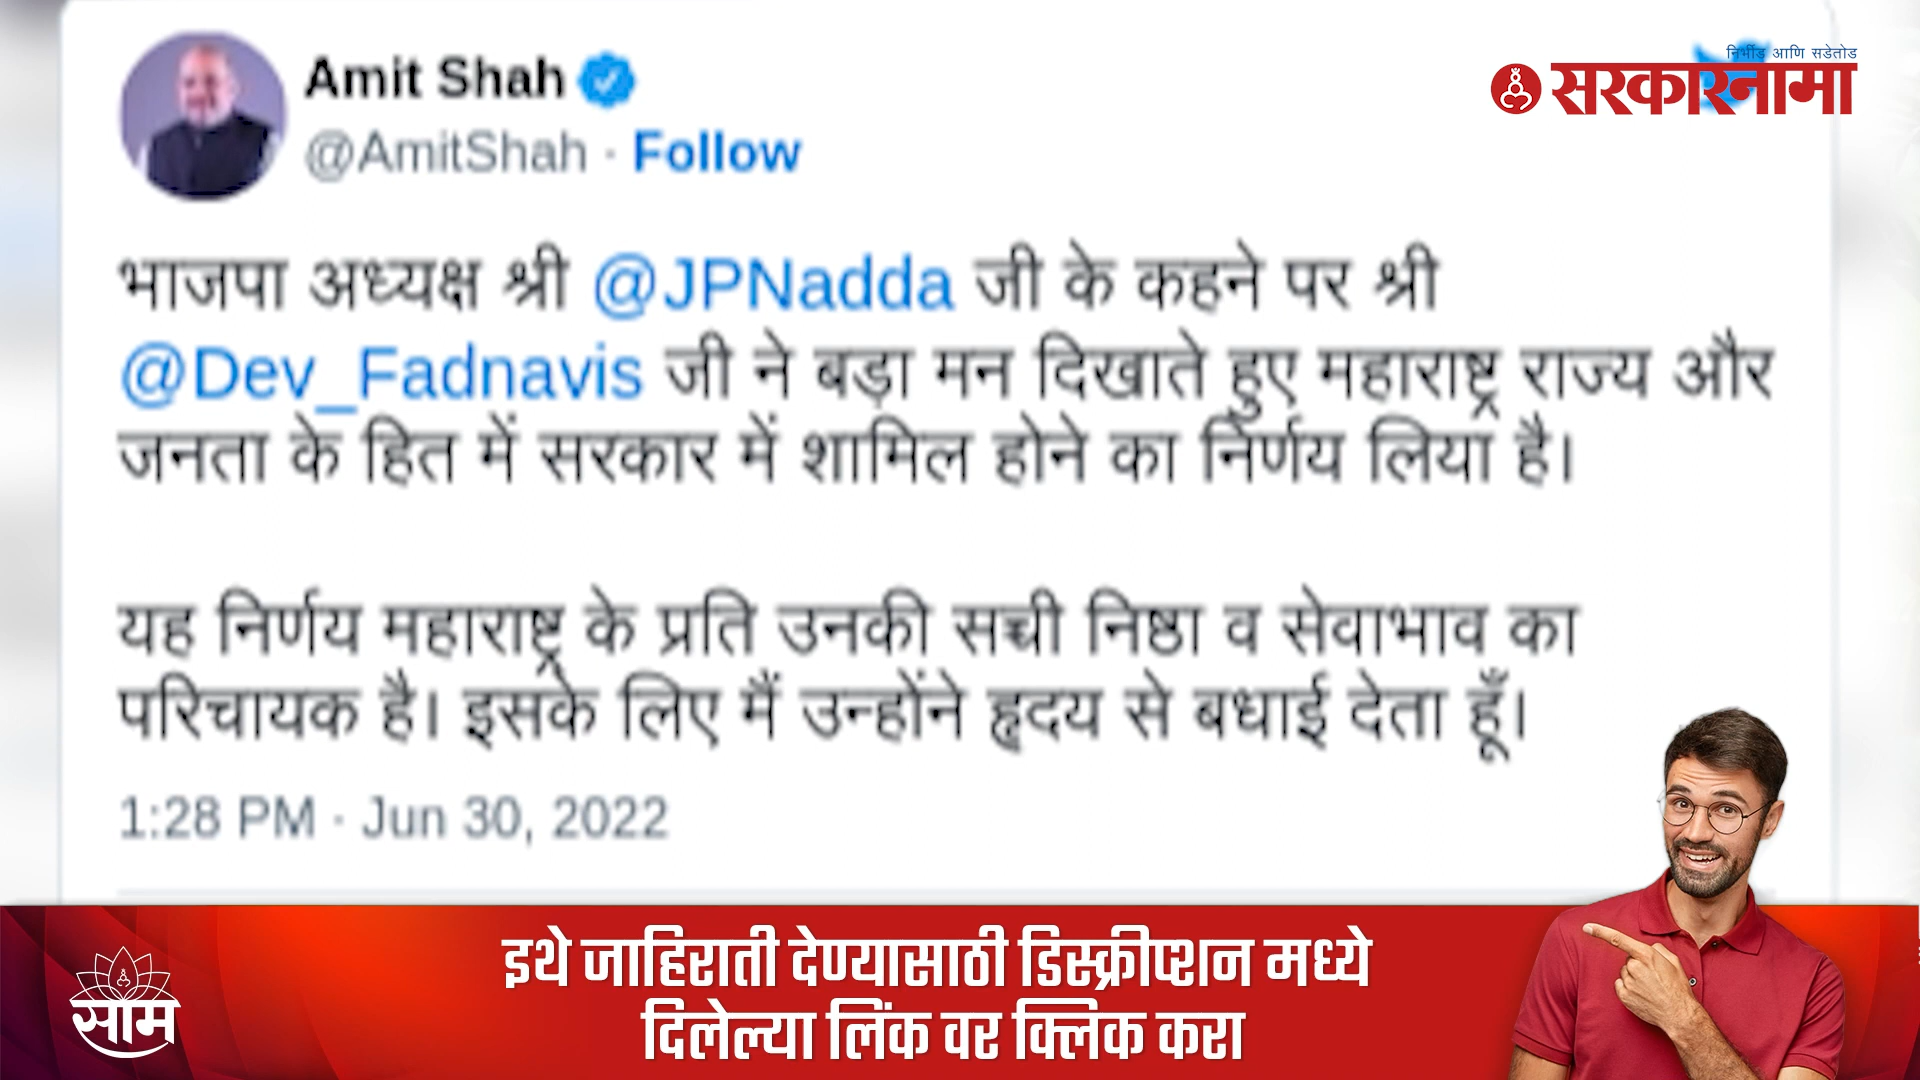 Amit Shah
@AmitShah · Follow
निर्भीड आणि सडेतोड
सरकारनामा
भाजपा अध्यक्ष श्री @JPNadda जी के कहने पर श्री
@Dev_Fadnavis जी ने बड़ा मन दिखाते हुए महाराष्ट्र राज्य और
जनता के हित में सरकार में शामिल होने का निर्णय लिया है।
यह निर्णय महाराष्ट्र के प्रति उनकी सच्ची निष्ठा व सेवाभाव का
परिचायक है। इसके लिए मैं उन्होंने हृदय से बधाई देता हूँ।
1:28 PM · Jun 30, 2022
साम
इथे जाहिराती देण्यासाठी डिस्क्रीप्शन मध्ये
दिलेल्या लिंक वर क्लिक करा